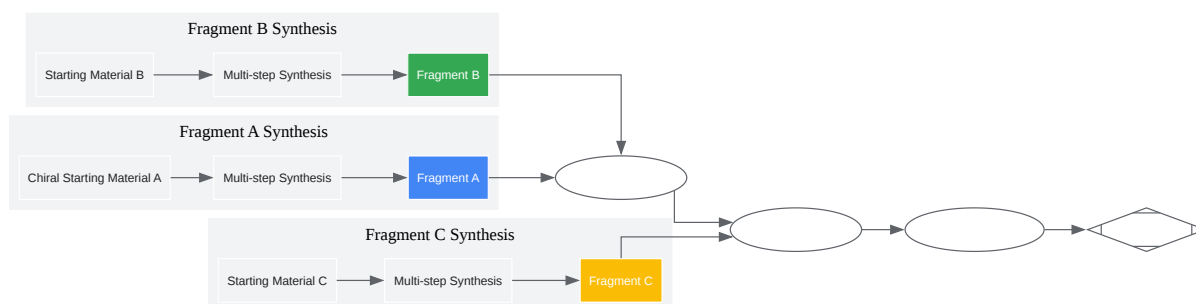 Fragment B Synthesis
Starting Material B
Multi-step Synthesis
Fragment B
Fragment A Synthesis
Chiral Starting Material A
Multi-step Synthesis
Fragment A
Fragment C Synthesis
Starting Material C
Multi-step Synthesis
Fragment C